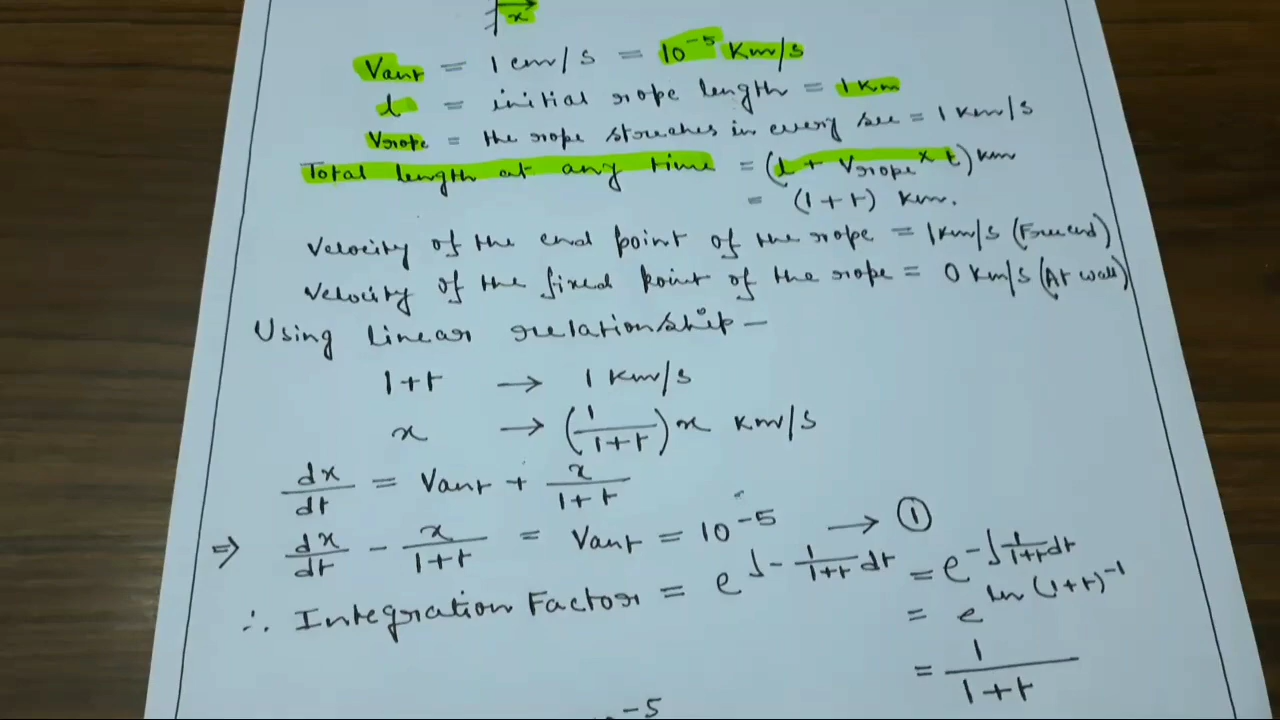 x
Vant = 1 cm/s = 10⁻⁵ Km/s
l = initial rope length = 1 Km
Vrope = the rope streaches in every sec = 1 Km/s
Total length at any time = (l + Vrope × t) km
= (1+t) Km.
Velocity of the end point of the rope = 1Km/s (Free end)
Velocity of the fixed point of the rope = 0 Km/s (At wall)
Using linear relationship —
1+t → 1 Km/s
x → (1/(1+t)) x Km/s
dx/dt = Vant + x/(1+t)
⇒ dx/dt − x/(1+t) = Vant = 10⁻⁵ → ①
∴ Integration Factor = e^∫−1/(1+t) dt = e^−∫1/(1+t) dt
= e^ln(1+t)⁻¹
= 1/(1+t)
−5